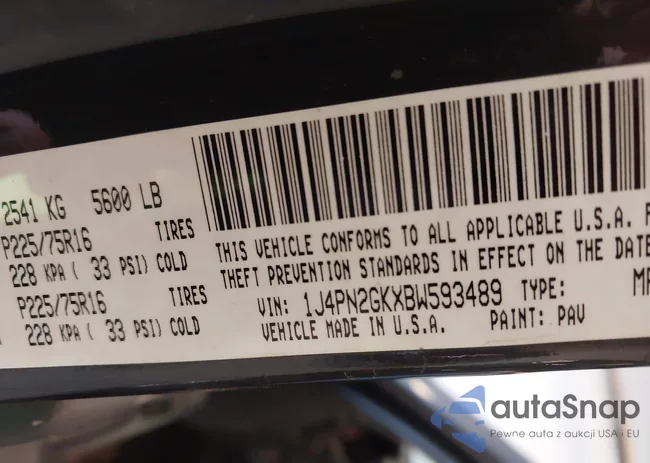 2541 KG 5600 LB
P225/75R16 TIRES
228 KPA ( 33 PSI) COLD
P225/75R16 TIRES
228 KPA ( 33 PSI) COLD
THIS VEHICLE CONFORMS TO ALL APPLICABLE U.S.A. F
THEFT PREVENTION STANDARDS IN EFFECT ON THE DATE
VIN: 1J4PN2GKXBW593489 TYPE: MP
VEHICLE MADE IN U.S.A. PAINT: PAV
autaSnap
Pewne auta z aukcji USA i EU